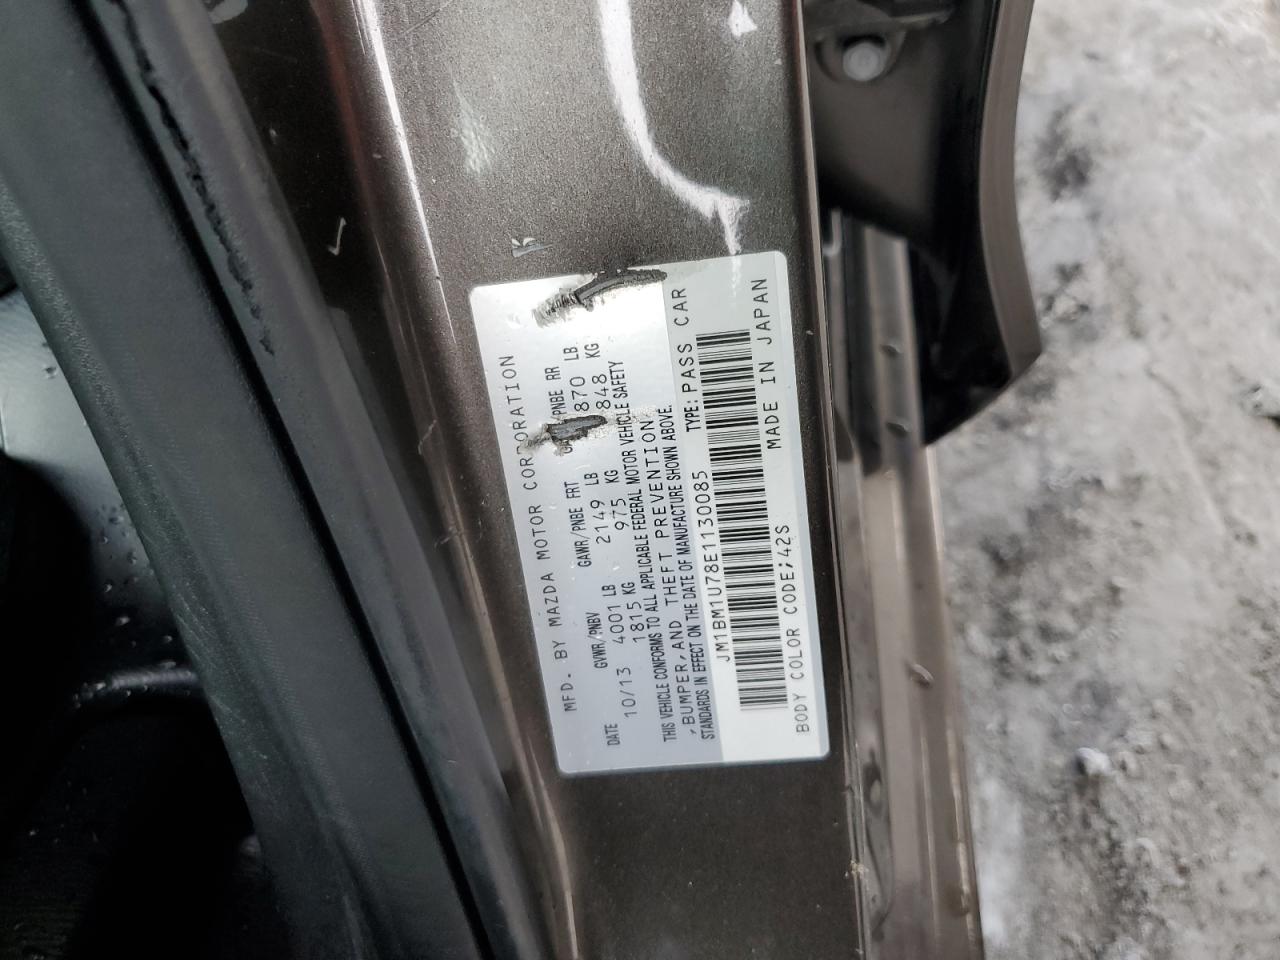 MFD. BY MAZDA MOTOR CORPORATION
DATE GVWR/PNBV GAWR/PNBE FRT /PNBE RR
10/13 4001 LB 2149 LB 870 LB
1815 KG 975 KG 848 KG
THIS VEHICLE CONFORMS TO ALL APPLICABLE FEDERAL MOTOR VEHICLE SAFETY
,BUMPER, AND THEFT PREVENTION
STANDARDS IN EFFECT ON THE DATE OF MANUFACTURE SHOWN ABOVE.
JM1BM1U78E1130085 TYPE: PASS CAR
BODY COLOR CODE;42S MADE IN JAPAN